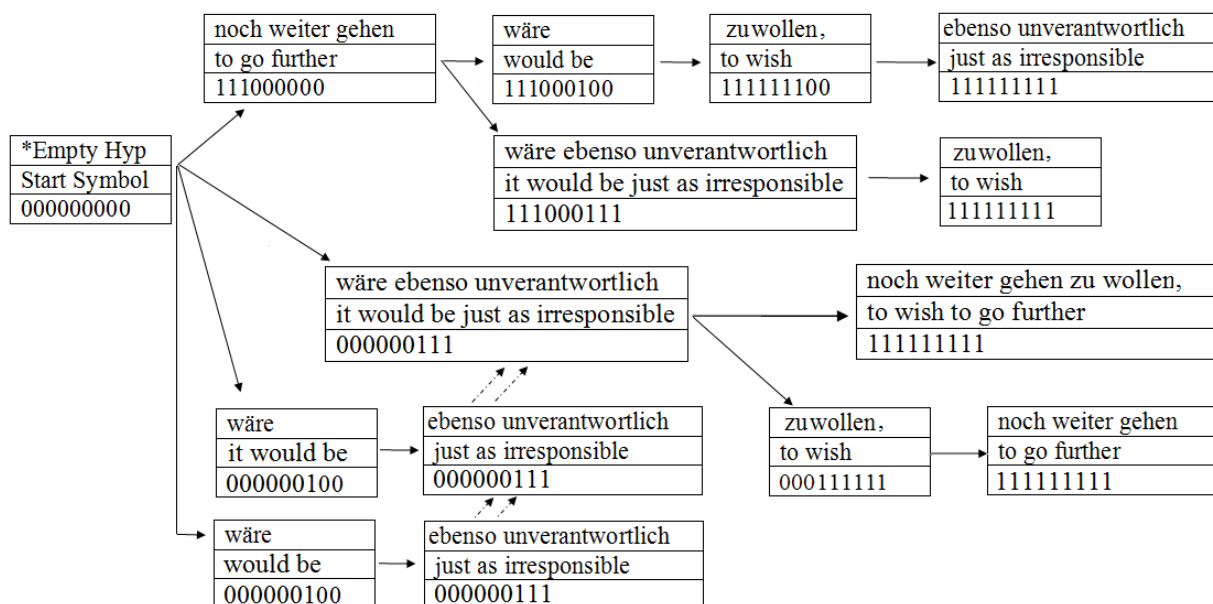 noch weiter gehen
to go further
111000000
wäre
would be
111000100
zuwollen,
to wish
111111100
ebenso unverantwortlich
just as irresponsible
111111111
*Empty Hyp
Start Symbol
000000000
wäre ebenso unverantwortlich
it would be just as irresponsible
111000111
zuwollen,
to wish
111111111
wäre ebenso unverantwortlich
it would be just as irresponsible
000000111
noch weiter gehen zu wollen,
to wish to go further
111111111
wäre
it would be
000000100
ebenso unverantwortlich
just as irresponsible
000000111
zuwollen,
to wish
000111111
noch weiter gehen
to go further
111111111
wäre
would be
000000100
ebenso unverantwortlich
just as irresponsible
000000111